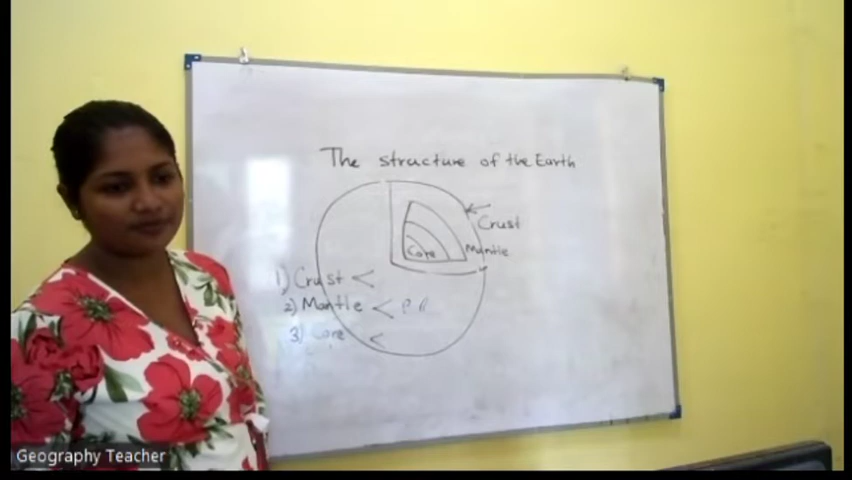 The structure of the Earth
Crust
Core
Mantle
1) Crust <
2) Mantle <
3) Core <
Geography Teacher